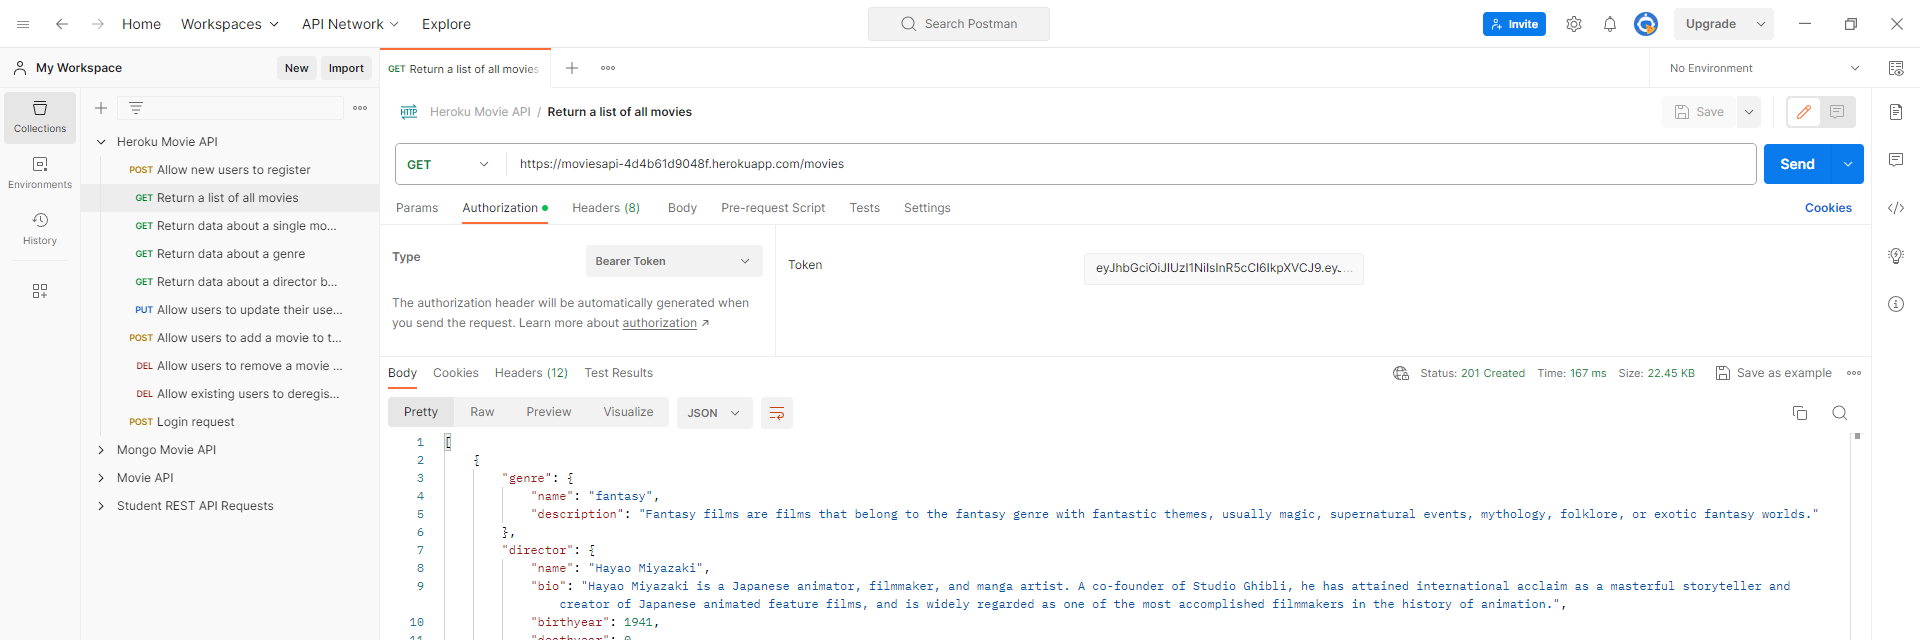 Home Workspaces API Network Explore Search Postman Invite Upgrade
My Workspace New Import GET Return a list of all movies No Environment
Collections
Environments
History
Heroku Movie API
POST Allow new users to register
GET Return a list of all movies
GET Return data about a single mo...
GET Return data about a genre
GET Return data about a director b...
PUT Allow users to update their use...
POST Allow users to add a movie to t...
DEL Allow users to remove a movie ...
DEL Allow existing users to deregis...
POST Login request
Mongo Movie API
Movie API
Student REST API Requests
HTTP Heroku Movie API / Return a list of all movies Save
GET https://moviesapi-4d4b61d9048f.herokuapp.com/movies Send
Params Authorization Headers (8) Body Pre-request Script Tests Settings Cookies
Type Bearer Token
The authorization header will be automatically generated when
you send the request. Learn more about authorization ↗
Token eyJhbGciOiJIUzI1NiIsInR5cCI6IkpXVCJ9.ey...
Body Cookies Headers (12) Test Results Status: 201 Created Time: 167 ms Size: 22.45 KB Save as example
Pretty Raw Preview Visualize JSON
1 [
2 {
3 "genre": {
4 "name": "fantasy",
5 "description": "Fantasy films are films that belong to the fantasy genre with fantastic themes, usually magic, supernatural events, mythology, folklore, or exotic fantasy worlds."
6 },
7 "director": {
8 "name": "Hayao Miyazaki",
9 "bio": "Hayao Miyazaki is a Japanese animator, filmmaker, and manga artist. A co-founder of Studio Ghibli, he has attained international acclaim as a masterful storyteller and
creator of Japanese animated feature films, and is widely regarded as one of the most accomplished filmmakers in the history of animation.",
10 "birthyear": 1941,
11 "deathyear": 0